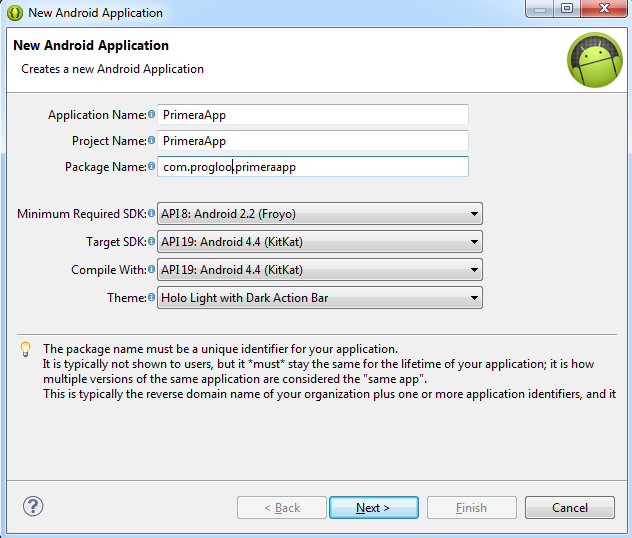 New Android Application
New Android Application
Creates a new Android Application
Application Name: PrimeraApp
Project Name: PrimeraApp
Package Name: com.progloo.primeraapp
Minimum Required SDK: API 8: Android 2.2 (Froyo)
Target SDK: API 19: Android 4.4 (KitKat)
Compile With: API 19: Android 4.4 (KitKat)
Theme: Holo Light with Dark Action Bar
The package name must be a unique identifier for your application.
It is typically not shown to users, but it *must* stay the same for the lifetime of your application; it is how
multiple versions of the same application are considered the "same app".
This is typically the reverse domain name of your organization plus one or more application identifiers, and it
? < Back Next > Finish Cancel